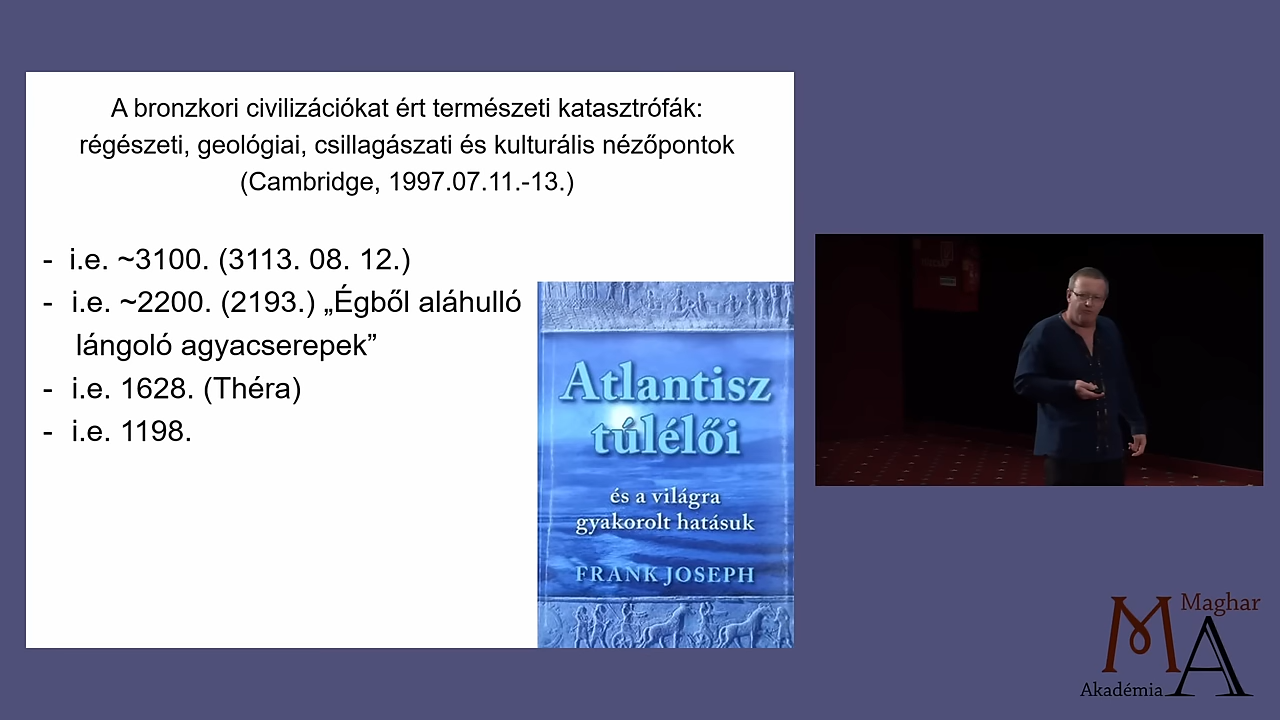 A bronzkori civilizációkat ért természeti katasztrófák:
régészeti, geológiai, csillagászati és kulturális nézőpontok
(Cambridge, 1997.07.11.-13.)
- i.e. ~3100. (3113. 08. 12.)
- i.e. ~2200. (2193.) „Égből aláhulló
lángoló agyacserepek”
- i.e. 1628. (Théra)
- i.e. 1198.
Atlantisz
túlélői
és a világra
gyakorolt hatásuk
FRANK JOSEPH
Maghar
MA
Akadémia